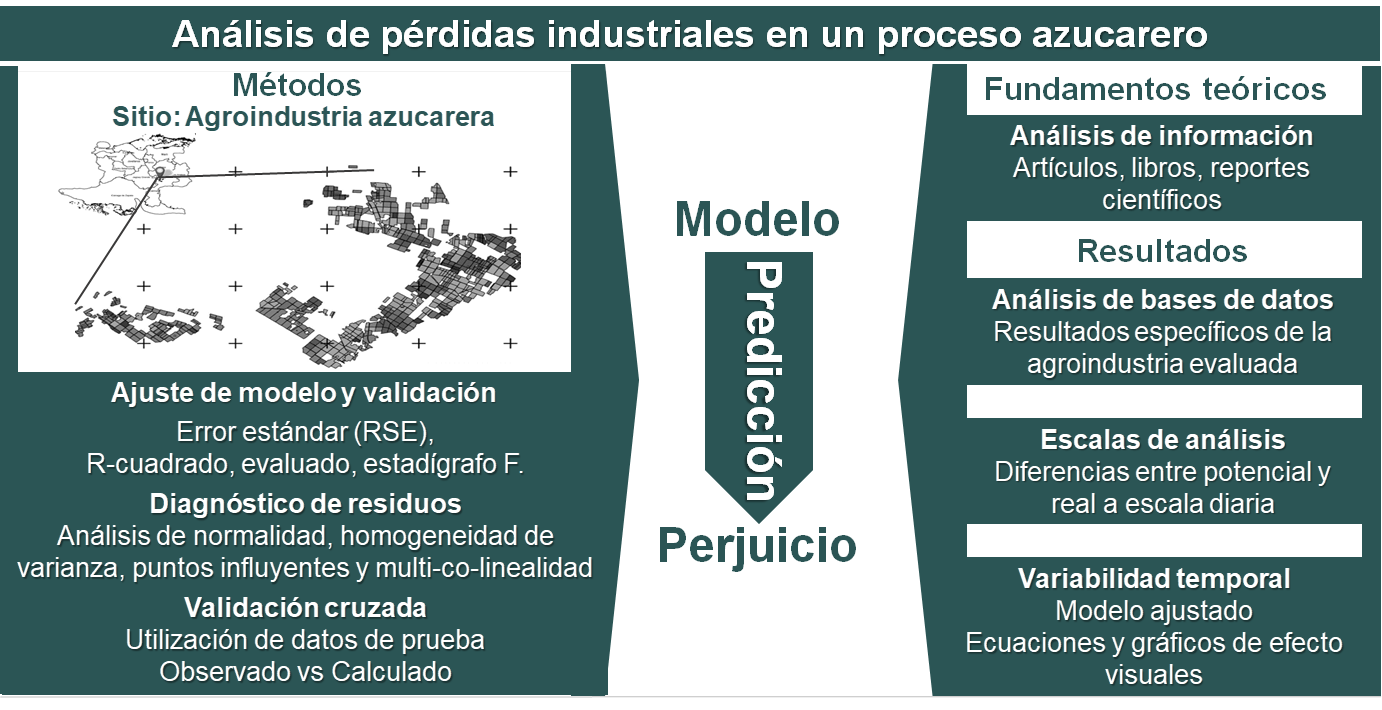 Análisis de pérdidas industriales en un proceso azucarero
Métodos
Sitio: Agroindustria azucarera
Ajuste de modelo y validación
Error estándar (RSE),
R-cuadrado, evaluado, estadígrafo F.
Diagnóstico de residuos
Análisis de normalidad, homogeneidad de
varianza, puntos influyentes y multi-co-linealidad
Validación cruzada
Utilización de datos de prueba
Observado vs Calculado
Modelo
Predicción
Perjuicio
Fundamentos teóricos
Análisis de información
Artículos, libros, reportes
científicos
Resultados
Análisis de bases de datos
Resultados específicos de la
agroindustria evaluada
Escalas de análisis
Diferencias entre potencial y
real a escala diaria
Variabilidad temporal
Modelo ajustado
Ecuaciones y gráficos de efecto
visuales